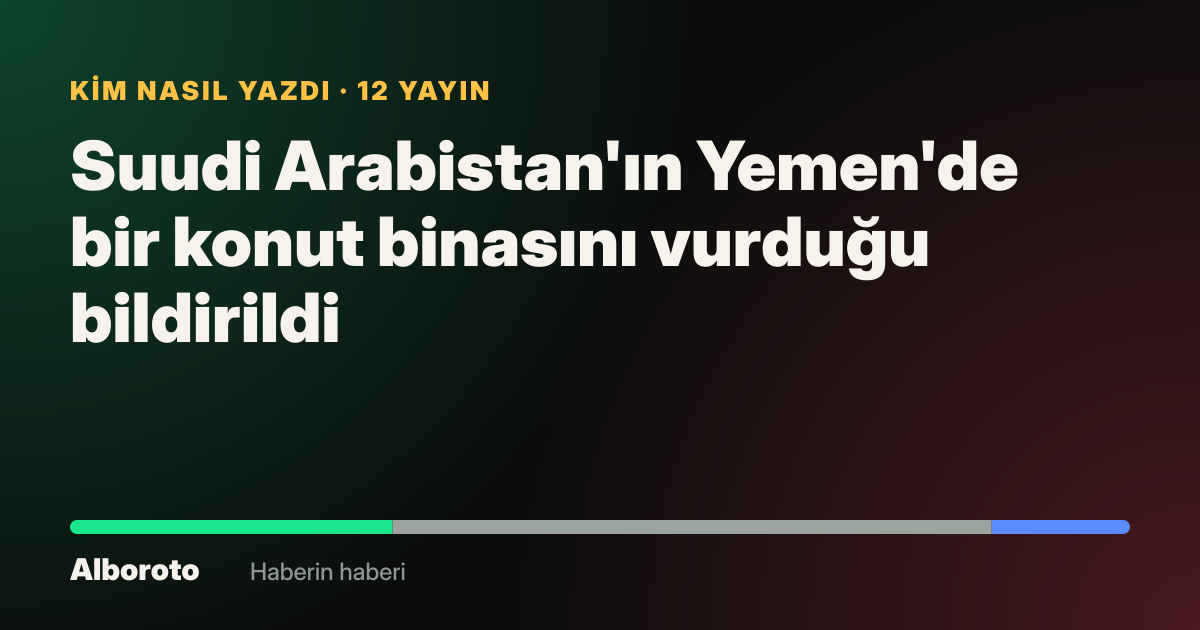 KİM NASIL YAZDI · 12 YAYIN
Suudi Arabistan'ın Yemen'de
bir konut binasını vurduğu
bildirildi
Alboroto
Haberin haberi